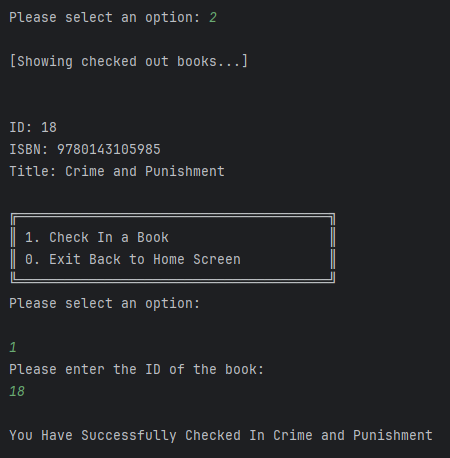 Please select an option: 2
[Showing checked out books...]
ID: 18
ISBN: 9780143105985
Title: Crime and Punishment
1. Check In a Book
0. Exit Back to Home Screen
Please select an option:
1
Please enter the ID of the book:
18
You Have Successfully Checked In Crime and Punishment